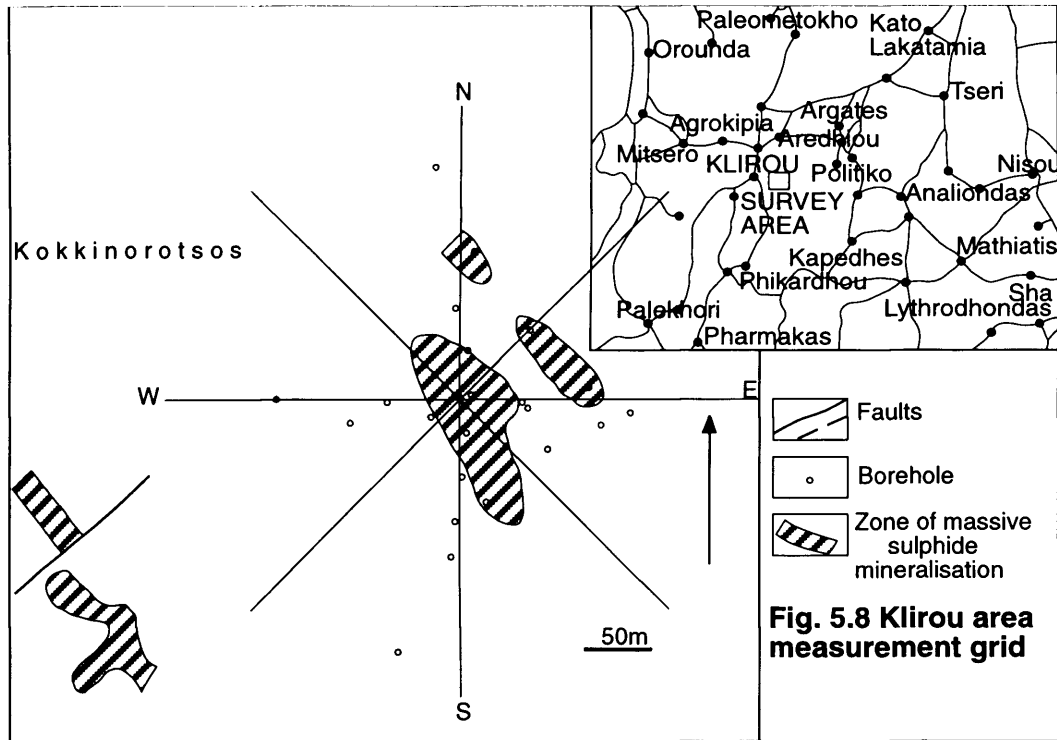 Paleometokho
Kato
Lakatamia
Orounda
Tseri
Argates
Agrokipia
Aredhiou
Mitsero
KLIROU
Politiko
Nisou
SURVEY
AREA
Analiondas
Kapedhes
Mathiatis
Phikardhou
Sha
Palekhori
Lythrodhondas
Pharmakas
N
Kokkinorotsos
W
E
S
50m
Faults
Borehole
Zone of massive
sulphide
mineralisation
Fig. 5.8 Klirou area
measurement grid